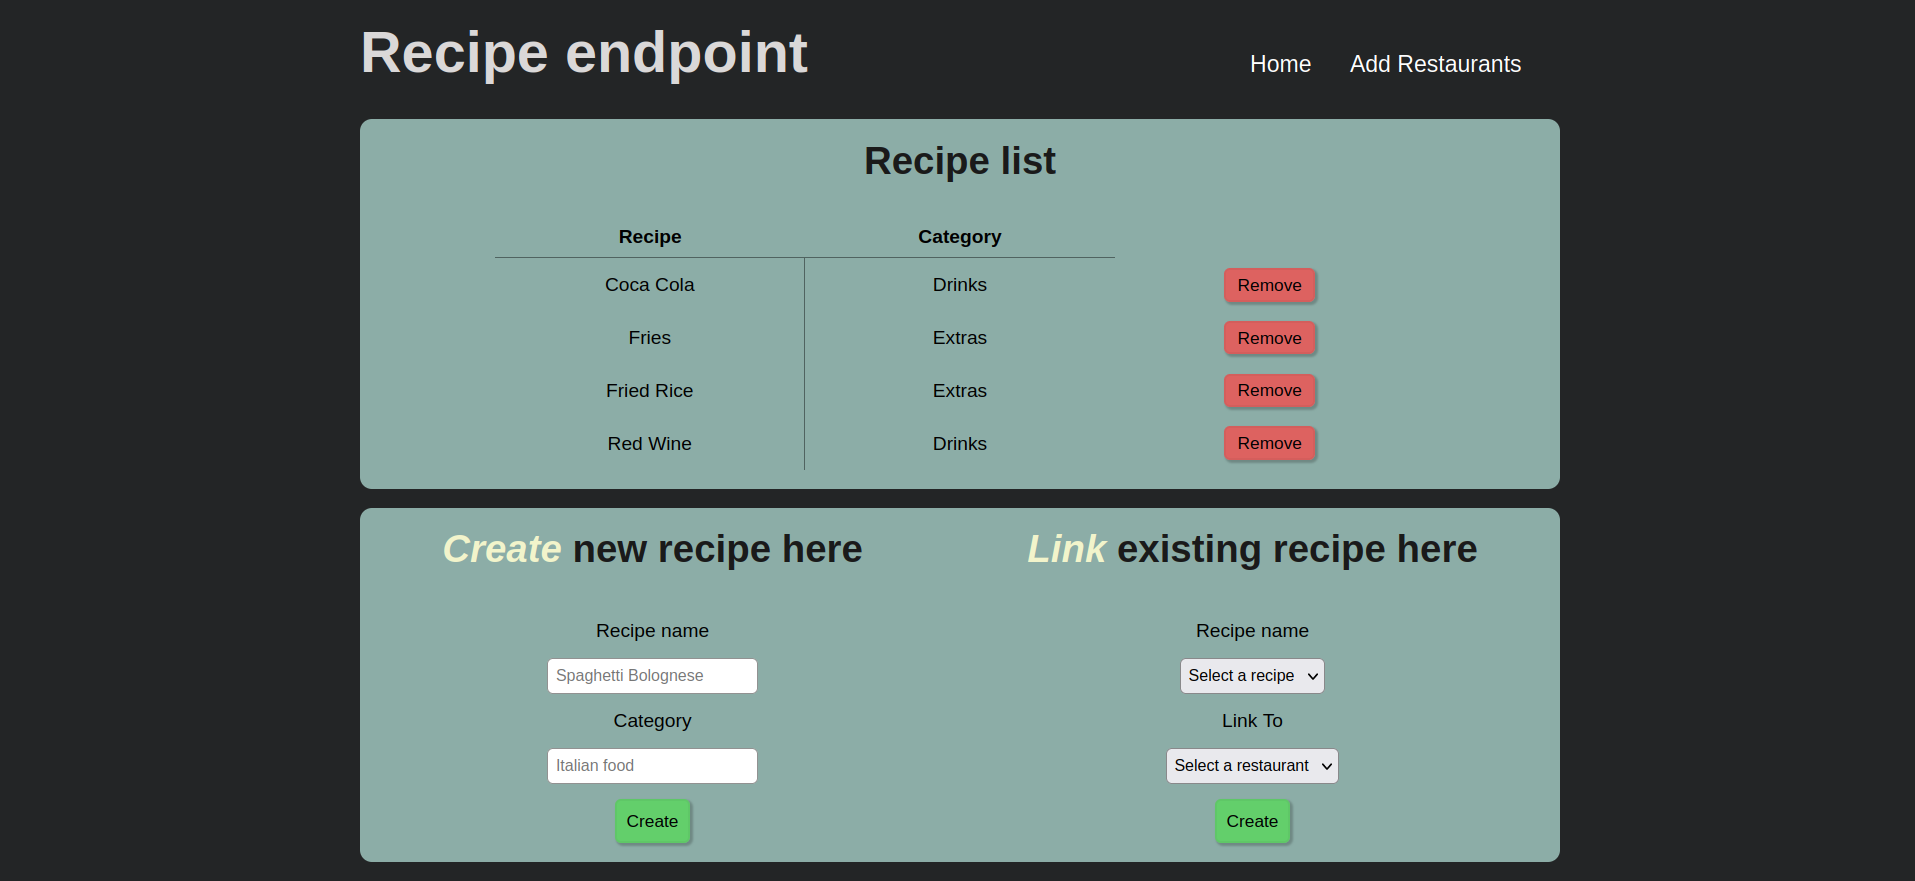 Recipe endpoint
Home Add Restaurants
Recipe list
Recipe Category
Coca Cola Drinks Remove
Fries Extras Remove
Fried Rice Extras Remove
Red Wine Drinks Remove
Create new recipe here
Recipe name
Spaghetti Bolognese
Category
Italian food
Create
Link existing recipe here
Recipe name
Select a recipe
Link To
Select a restaurant
Create